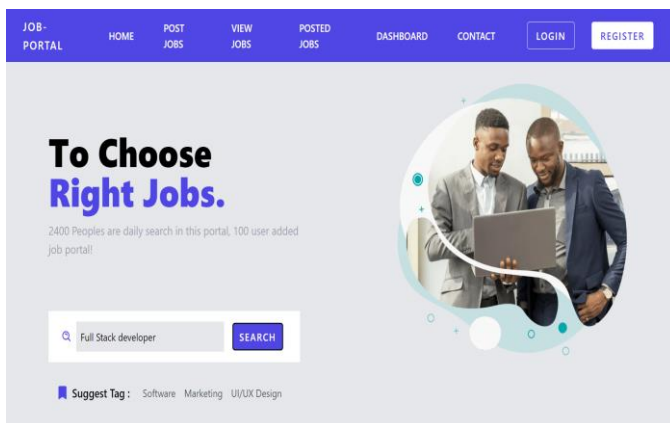 JOB-
PORTAL
HOME
POST
JOBS
VIEW
JOBS
POSTED
JOBS
DASHBOARD
CONTACT
LOGIN
REGISTER
To Choose
Right Jobs.
2400 Peoples are daily search in this portal, 100 user added
job portal!
Full Stack developer
SEARCH
Suggest Tag : Software Marketing UI/UX Design